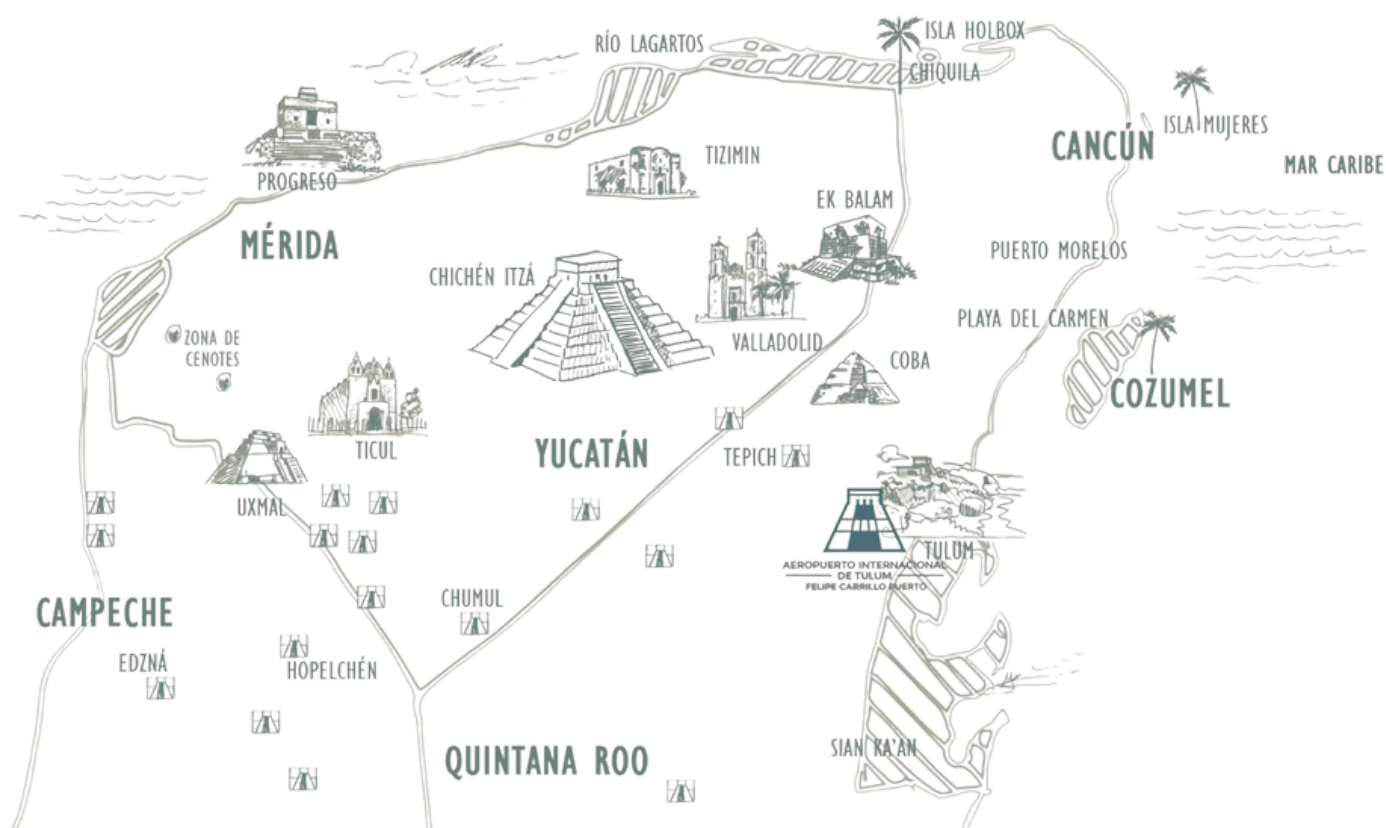 ISLA HOLBOX
RÍO LAGARTOS
CHIQUILA
ISLA MUJERES
CANCÚN
TIZIMIN
MAR CARIBE
PROGRESO
EK BALAM
MÉRIDA
PUERTO MORELOS
CHICHÉN ITZÁ
PLAYA DEL CARMEN
ZONA DE
CENOTES
VALLADOLID
COBA
COZUMEL
TICUL
YUCATÁN
TEPICH
UXMAL
TULUM
AEROPUERTO INTERNACIONAL
DE TULUM
FELIPE CARRILLO PUERTO
CHUMUL
CAMPECHE
EDZNÁ
HOPELCHÉN
SIAN KA'AN
QUINTANA ROO